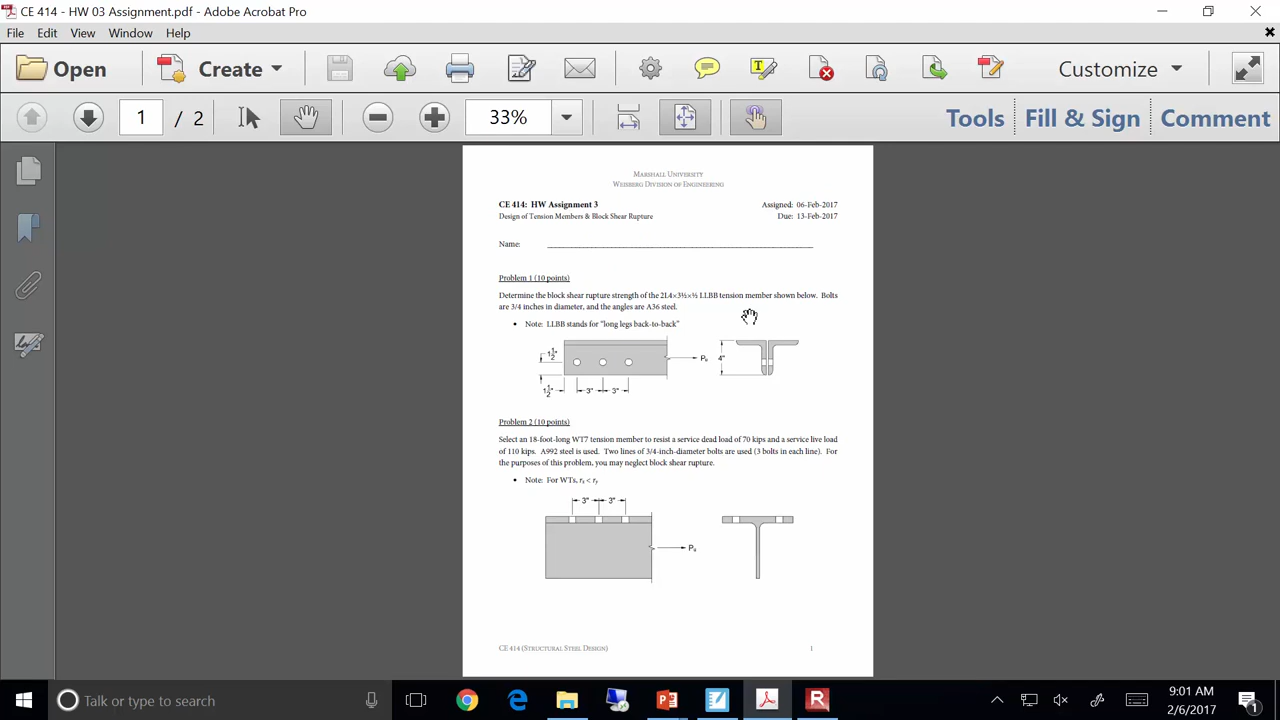 CE 414 - HW 03 Assignment.pdf - Adobe Acrobat Pro
File Edit View Window Help
Open Create Customize
1 / 2 33% Tools Fill & Sign Comment
MARSHALL UNIVERSITY
WEISBERG DIVISION OF ENGINEERING
CE 414: HW Assignment 3 Assigned: 06-Feb-2017
Design of Tension Members & Block Shear Rupture Due: 13-Feb-2017
Name:
Problem 1 (10 points)
Determine the block shear rupture strength of the 2L4×3½×½ LLBB tension member shown below. Bolts
are 3/4 inches in diameter, and the angles are A36 steel.
• Note: LLBB stands for "long legs back-to-back"
1½" Pu 4"
1½" 3" 3"
Problem 2 (10 points)
Select an 18-foot-long WT7 tension member to resist a service dead load of 70 kips and a service live load
of 110 kips. A992 steel is used. Two lines of 3/4-inch-diameter bolts are used (3 bolts in each line). For
the purposes of this problem, you may neglect block shear rupture.
• Note: For WTs, rx < ry
3" 3"
Pu
CE 414 (STRUCTURAL STEEL DESIGN) 1
Talk or type to search
9:01 AM
2/6/2017
1